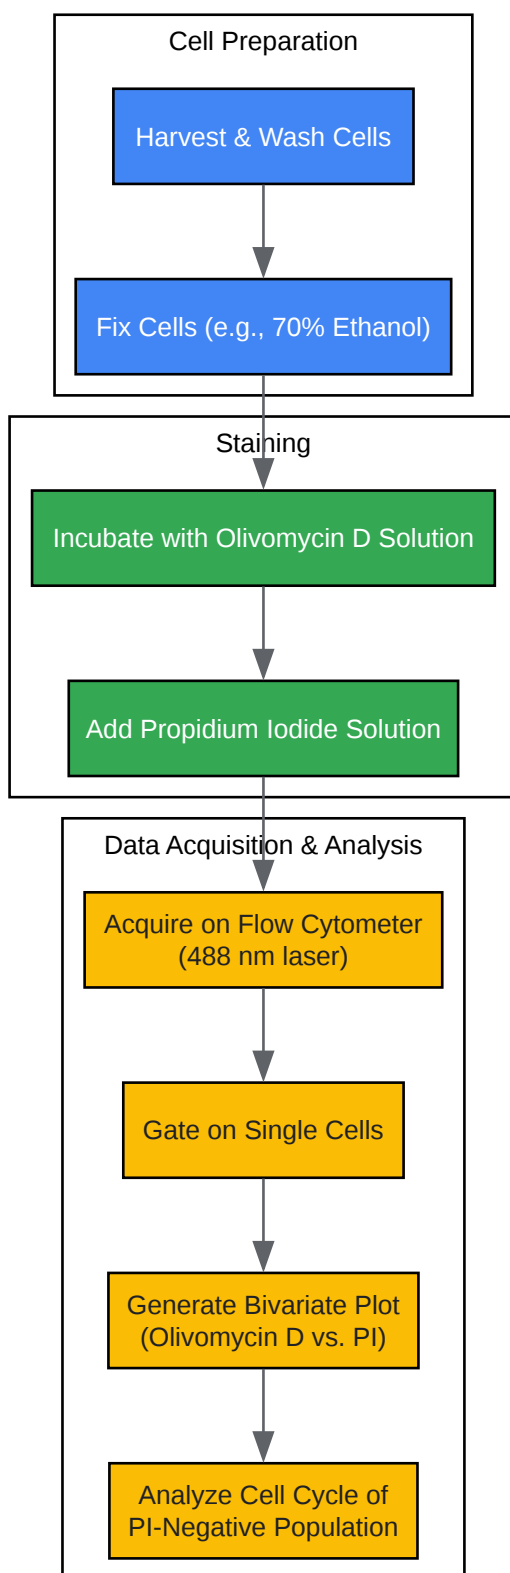 Cell Preparation
Harvest & Wash Cells
Fix Cells (e.g., 70% Ethanol)
Staining
Incubate with Olivomycin D Solution
Add Propidium Iodide Solution
Data Acquisition & Analysis
Acquire on Flow Cytometer
(488 nm laser)
Gate on Single Cells
Generate Bivariate Plot
(Olivomycin D vs. PI)
Analyze Cell Cycle of
PI-Negative Population